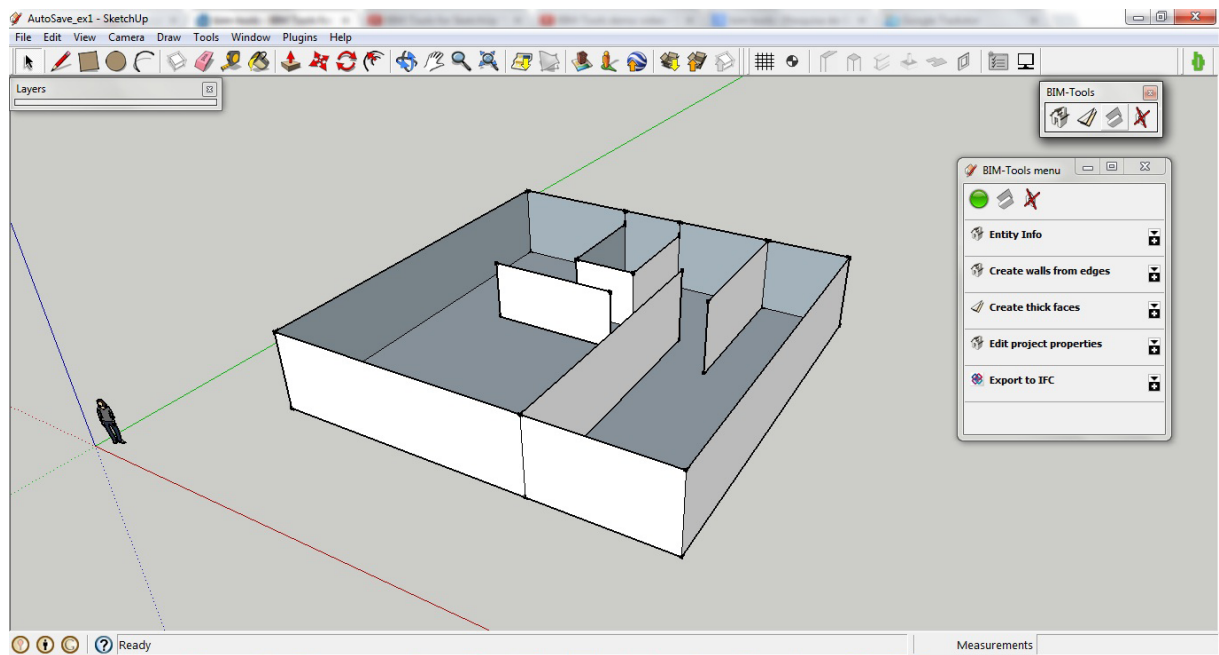 AutoSave_ex1 - SketchUp
File Edit View Camera Draw Tools Window Plugins Help
Layers
BIM-Tools
BIM-Tools menu
Entity Info
Create walls from edges
Create thick faces
Edit project properties
Export to IFC
Ready
Measurements